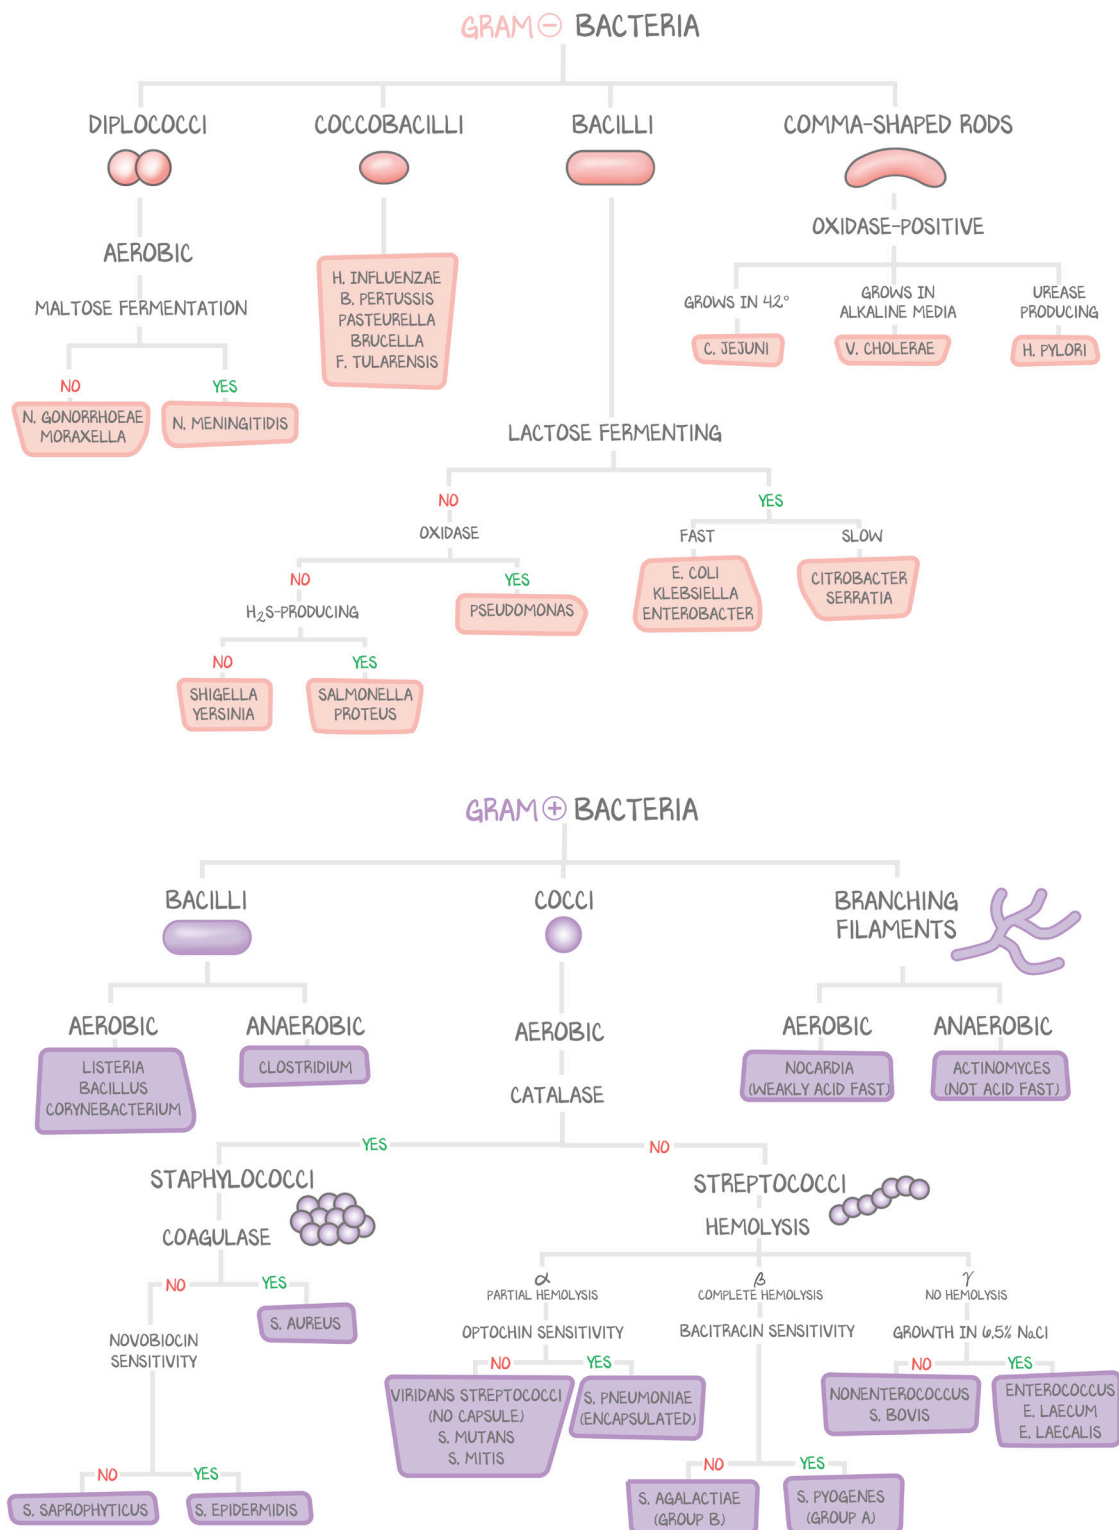 GRAM⊖ BACTERIA
DIPLOCOCCI
COCCOBACILLI
BACILLI
COMMA-SHAPED RODS
AEROBIC
MALTOSE FERMENTATION
NO
YES
N. GONORRHOEAE
MORAXELLA
N. MENINGITIDIS
H. INFLUENZAE
B. PERTUSSIS
PASTEURELLA
BRUCELLA
F. TULARENSIS
OXIDASE-POSITIVE
GROWS IN 42°
C. JEJUNI
GROWS IN
ALKALINE MEDIA
V. CHOLERAE
UREASE
PRODUCING
H. PYLORI
LACTOSE FERMENTING
NO
YES
OXIDASE
NO
YES
H₂S-PRODUCING
PSEUDOMONAS
NO
YES
SHIGELLA
YERSINIA
SALMONELLA
PROTEUS
FAST
SLOW
E. COLI
KLEBSIELLA
ENTEROBACTER
CITROBACTER
SERRATIA
GRAM⊕ BACTERIA
BACILLI
COCCI
BRANCHING
FILAMENTS
AEROBIC
ANAEROBIC
LISTERIA
BACILLUS
CORYNEBACTERIUM
CLOSTRIDIUM
AEROBIC
CATALASE
AEROBIC
ANAEROBIC
NOCARDIA
(WEAKLY ACID FAST)
ACTINOMYCES
(NOT ACID FAST)
YES
NO
STAPHYLOCOCCI
COAGULASE
NO
YES
S. AUREUS
NOVOBIOCIN
SENSITIVITY
NO
YES
S. SAPROPHYTICUS
S. EPIDERMIDIS
STREPTOCOCCI
HEMOLYSIS
α
PARTIAL HEMOLYSIS
OPTOCHIN SENSITIVITY
NO
YES
VIRIDANS STREPTOCOCCI
(NO CAPSULE)
S. MUTANS
S. MITIS
S. PNEUMONIAE
(ENCAPSULATED)
β
COMPLETE HEMOLYSIS
BACITRACIN SENSITIVITY
NO
YES
S. AGALACTIAE
(GROUP B)
S. PYOGENES
(GROUP A)
γ
NO HEMOLYSIS
GROWTH IN 6.5% NaCl
NO
YES
NONENTEROCOCCUS
S. BOVIS
ENTEROCOCCUS
E. LAECUM
E. LAECALIS